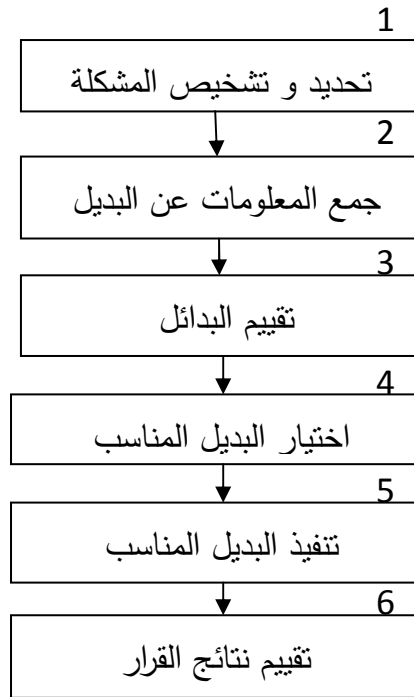 1
تحديد و تشخيص المشكلة
2
جمع المعلومات عن البديل
3
تقييم البدائل
4
اختيار البديل المناسب
5
تنفيذ البديل المناسب
6
تقييم نتائج القرار